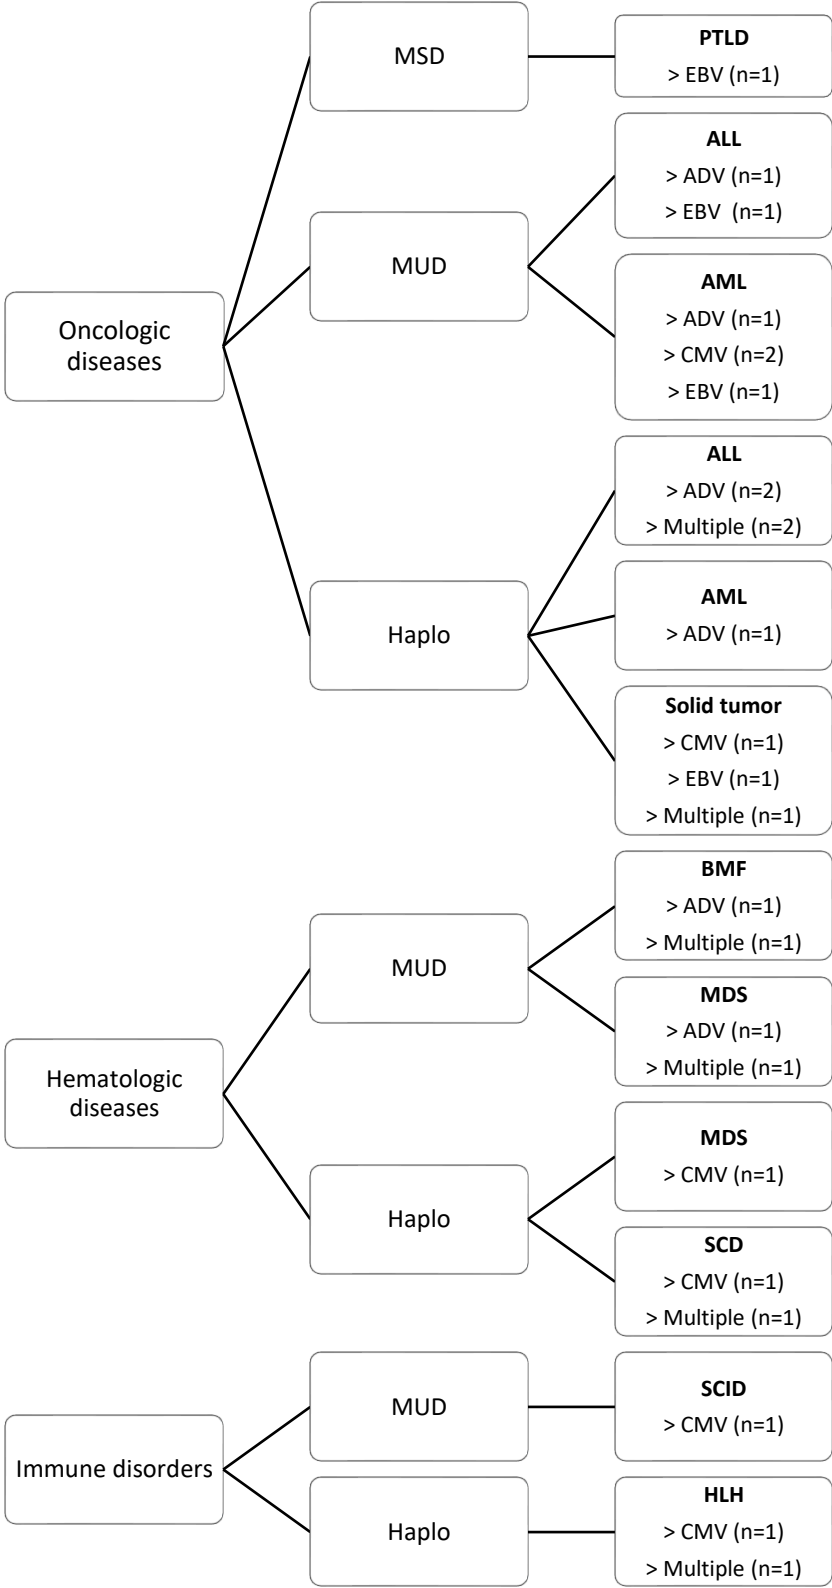 Oncologic
diseases
MSD
PTLD
> EBV (n=1)
MUD
ALL
> ADV (n=1)
> EBV (n=1)
AML
> ADV (n=1)
> CMV (n=2)
> EBV (n=1)
Haplo
ALL
> ADV (n=2)
> Multiple (n=2)
AML
> ADV (n=1)
Solid tumor
> CMV (n=1)
> EBV (n=1)
> Multiple (n=1)
Hematologic
diseases
MUD
BMF
> ADV (n=1)
> Multiple (n=1)
MDS
> ADV (n=1)
> Multiple (n=1)
Haplo
MDS
> CMV (n=1)
SCD
> CMV (n=1)
> Multiple (n=1)
Immune disorders
MUD
SCID
> CMV (n=1)
Haplo
HLH
> CMV (n=1)
> Multiple (n=1)